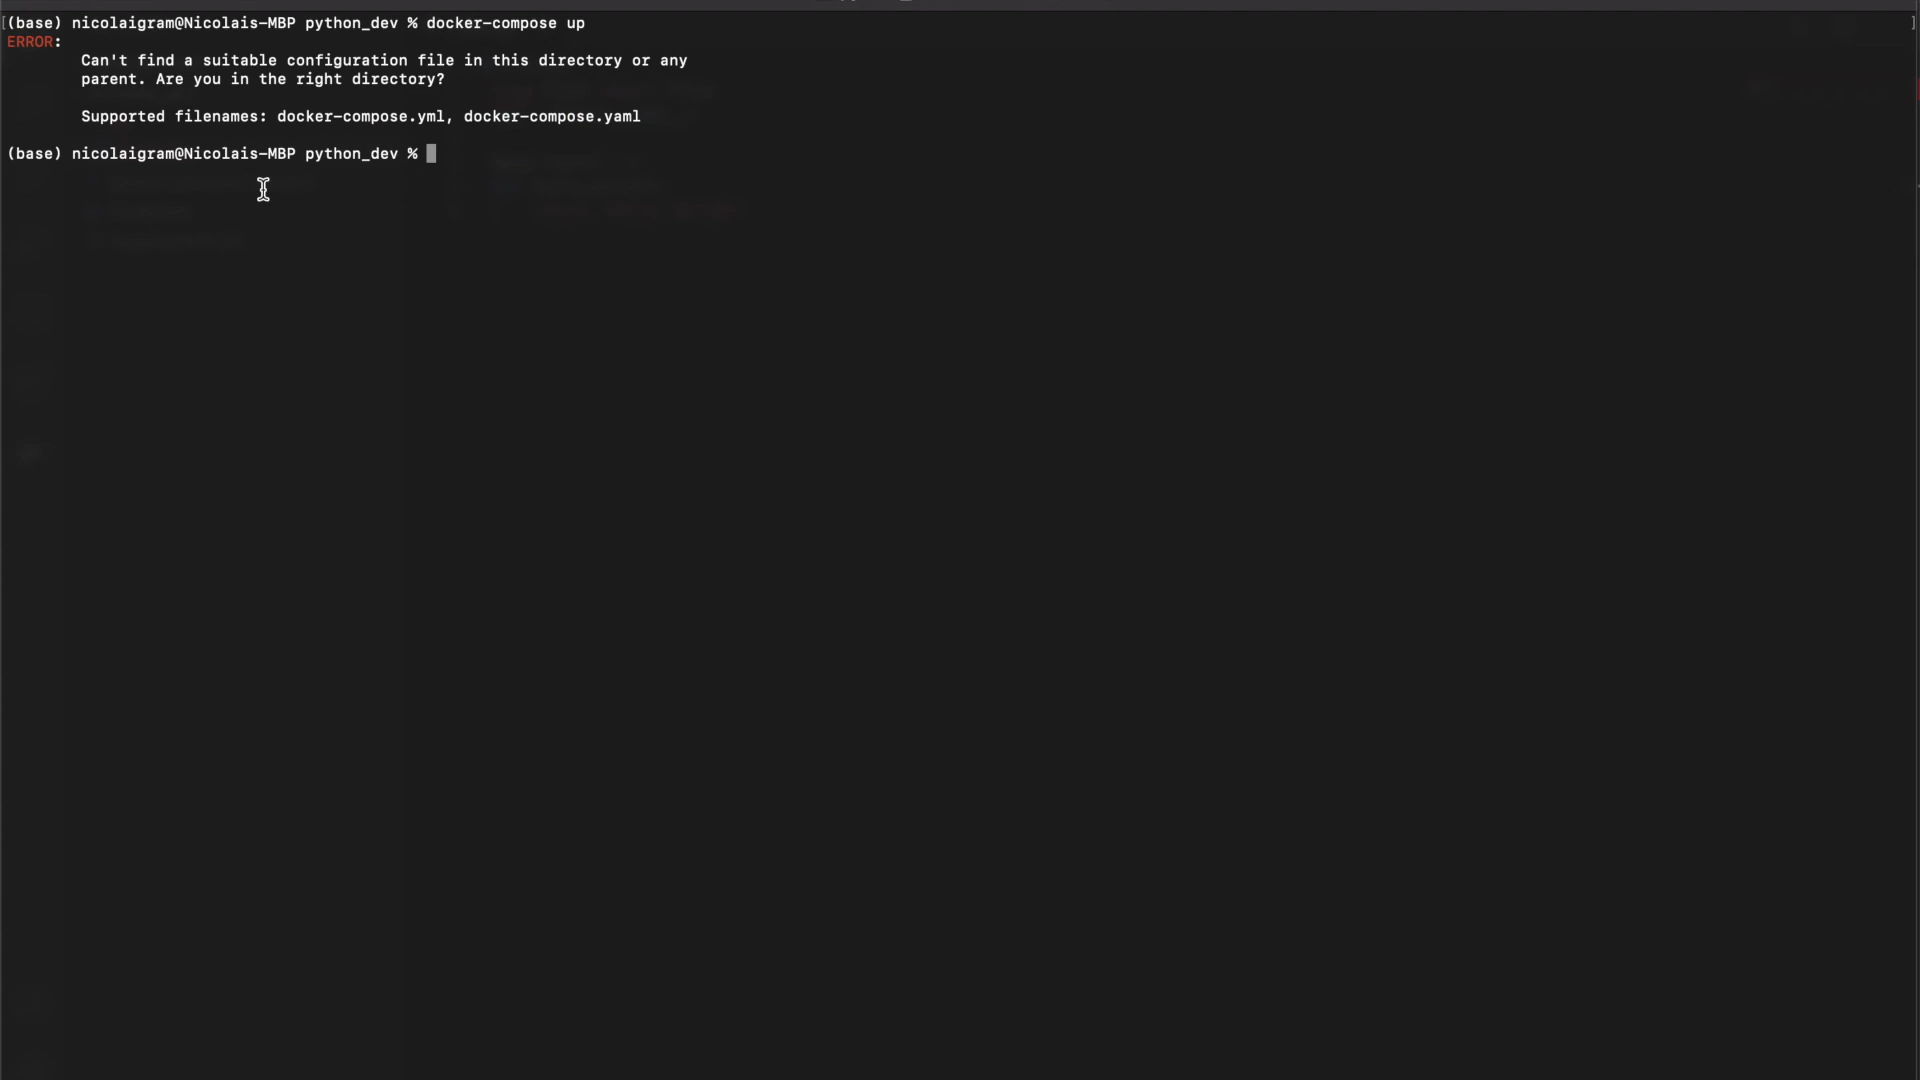 [(base) nicolaigram@Nicolais-MBP python_dev % docker-compose up ]
ERROR:
Can't find a suitable configuration file in this directory or any
parent. Are you in the right directory?
Supported filenames: docker-compose.yml, docker-compose.yaml
(base) nicolaigram@Nicolais-MBP python_dev %